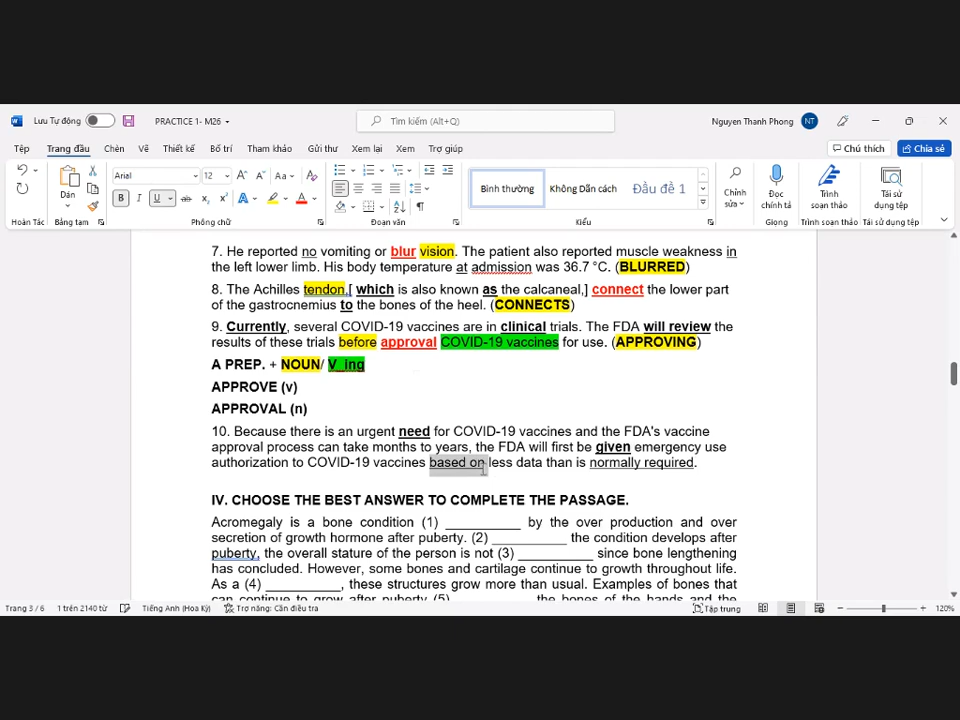 Lưu Tự động
PRACTICE 1- M26
Tìm kiếm (Alt+Q)
Nguyen Thanh Phong
NT
Tệp Trang đầu Chèn Vẽ Thiết kế Bố trí Tham khảo Gửi thư Xem lại Xem Trợ giúp
Chú thích
Chia sẻ
Dán
Arial
12
Bình thường
Không Dãn cách
Đầu đề 1
Chỉnh sửa
Đọc chính tả
Trình soạn thảo
Tái sử dụng tệp
Hoàn Tác Bảng tạm Phông chữ Đoạn văn Kiểu Giọng Trình soạn thảo Tái sử dụng tệp
7. He reported no vomiting or blur vision. The patient also reported muscle weakness in
the left lower limb. His body temperature at admission was 36.7 °C. (BLURRED)
8. The Achilles tendon,[ which is also known as the calcaneal,] connect the lower part
of the gastrocnemius to the bones of the heel. (CONNECTS)
9. Currently, several COVID-19 vaccines are in clinical trials. The FDA will review the
results of these trials before approval COVID-19 vaccines for use. (APPROVING)
A PREP. + NOUN/ V_ing
APPROVE (v)
APPROVAL (n)
10. Because there is an urgent need for COVID-19 vaccines and the FDA's vaccine
approval process can take months to years, the FDA will first be given emergency use
authorization to COVID-19 vaccines based on less data than is normally required.
IV. CHOOSE THE BEST ANSWER TO COMPLETE THE PASSAGE.
Acromegaly is a bone condition (1) __________ by the over production and over
secretion of growth hormone after puberty. (2) __________ the condition develops after
puberty, the overall stature of the person is not (3) __________ since bone lengthening
has concluded. However, some bones and cartilage continue to growth throughout life.
As a (4) __________, these structures grow more than usual. Examples of bones that
can continue to grow after puberty (5) __________ the bones of the hands and the
Trang 3 / 6
1 trên 2140 từ
Tiếng Anh (Hoa Kỳ)
Trợ năng: Cần điều tra
Tập trung
120%